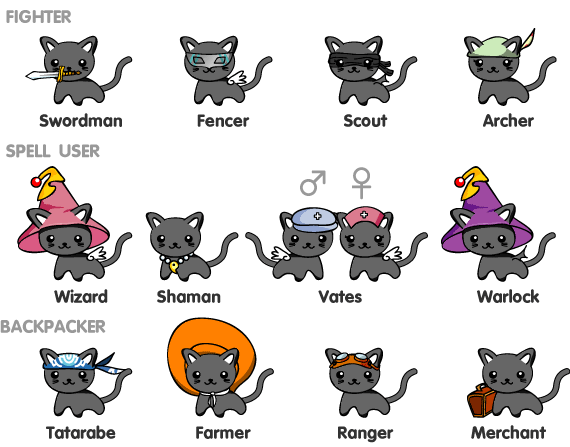 FIGHTER
Swordman Fencer Scout Archer
SPELL USER
♂ ♀
Wizard Shaman Vates Warlock
BACKPACKER
Tatarabe Farmer Ranger Merchant